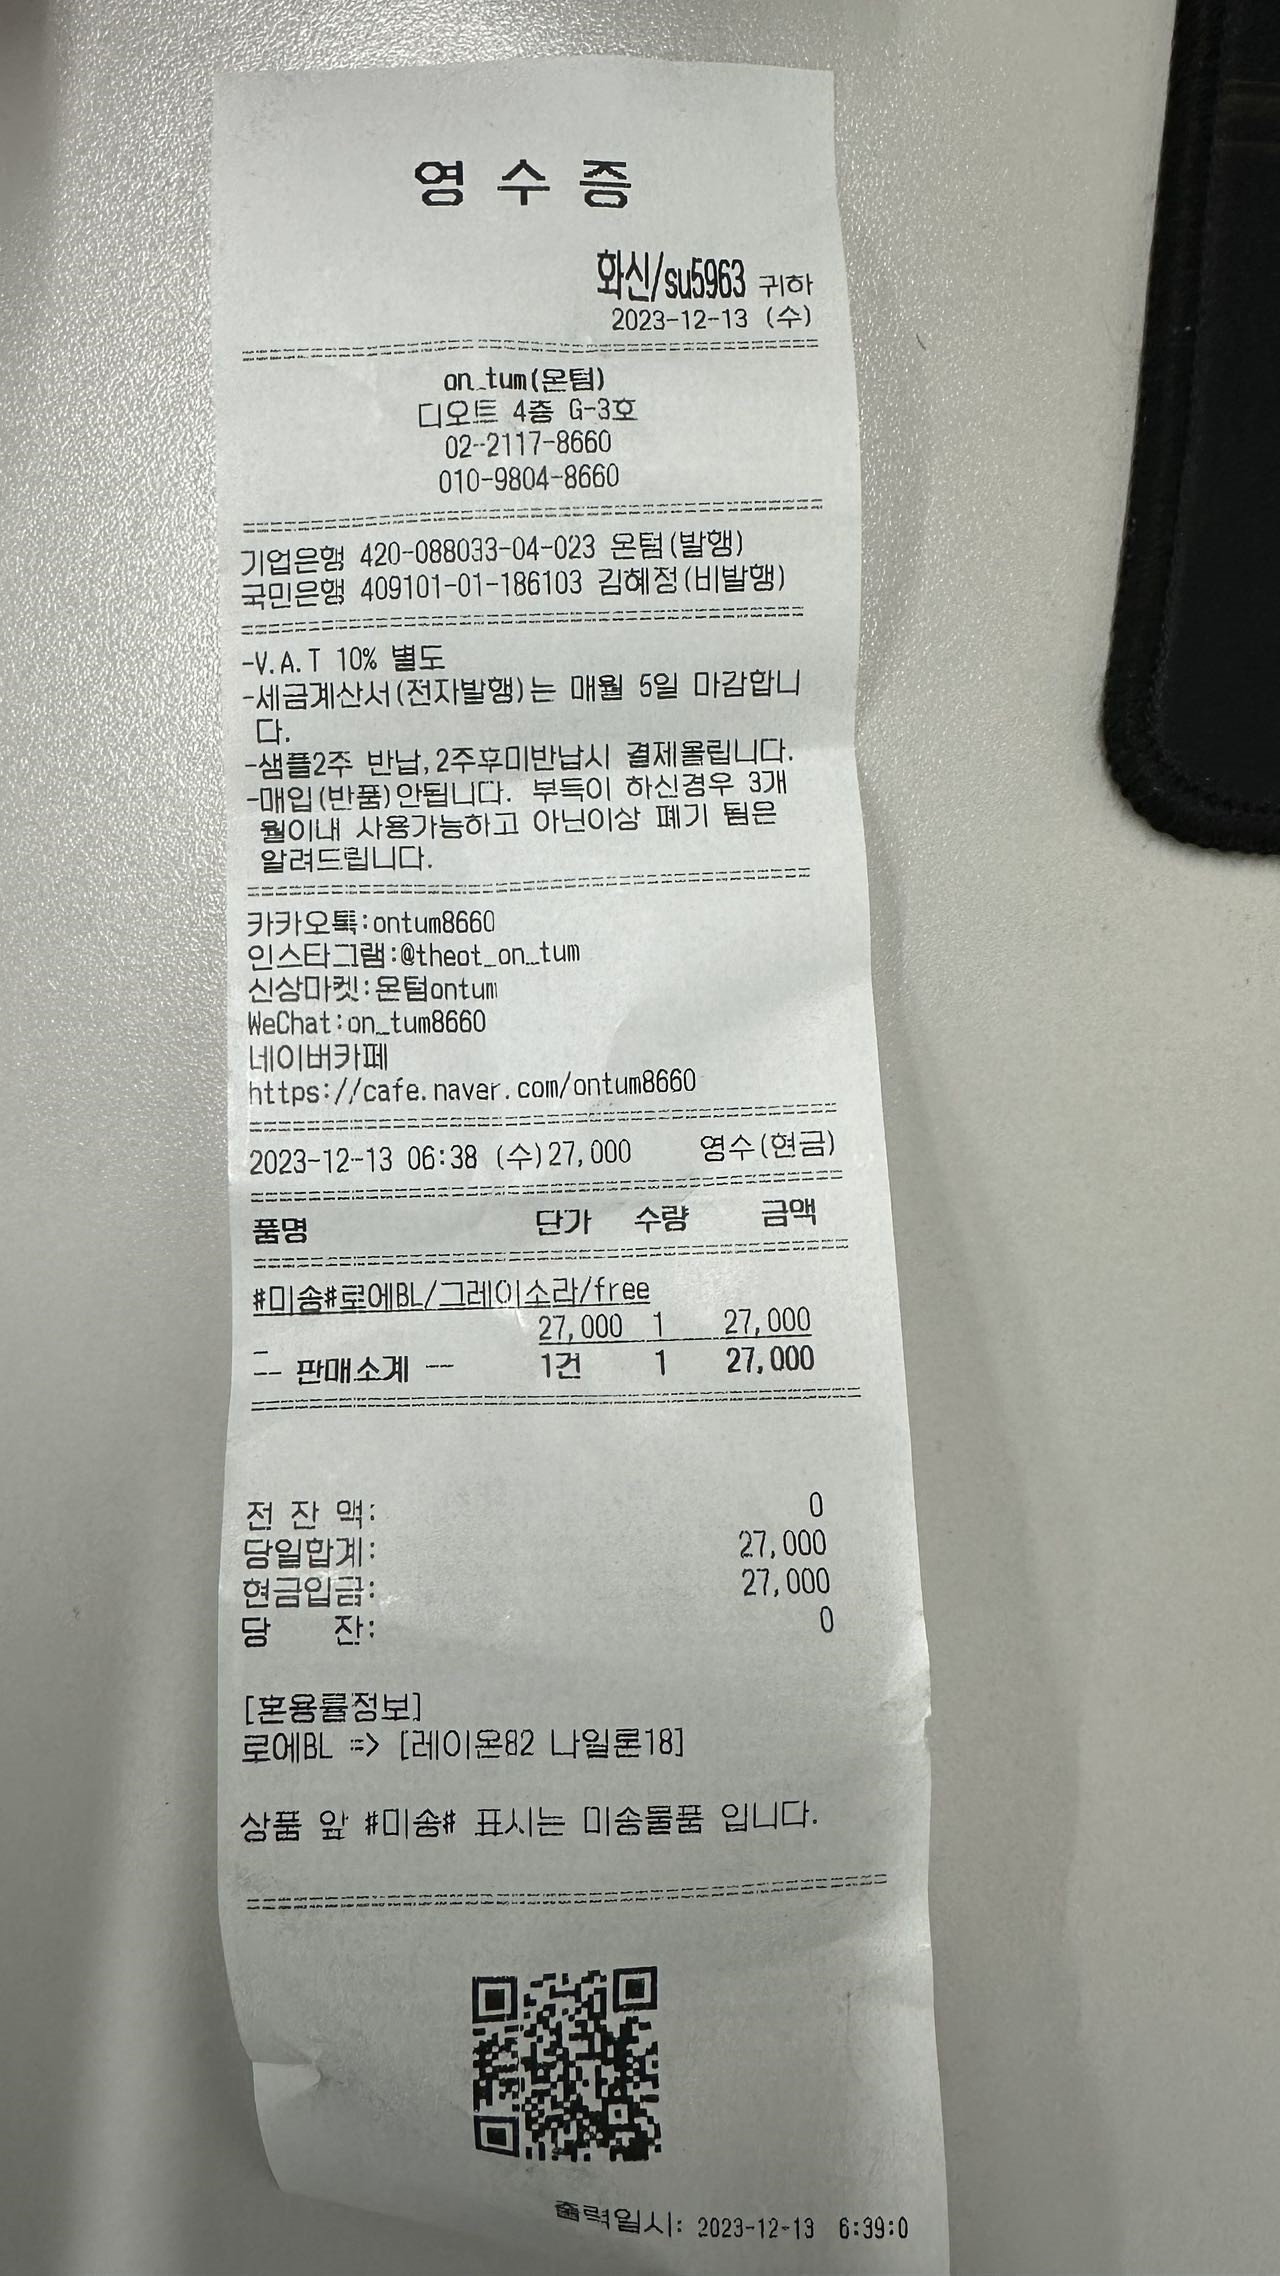 영 수 증
화신/su5963 귀하
2023-12-13 (수)
on_tum(온텀)
디오트 4층 G-3호
02-2117-8660
010-9804-8660
기업은행 420-088033-04-023 온텀(발행)
국민은행 409101-01-186103 김혜정(비발행)
-V.A.T 10% 별도
-세금계산서(전자발행)는 매월 5일 마감합니
다.
-샘플2주 반납,2주후미반납시 결제올립니다.
-매입(반품)안됩니다. 부득이 하신경우 3개
월이내 사용가능하고 아닌이상 폐기 됨은
알려드립니다.
카카오톡:ontum8660
인스타그램:@theot_on_tum
신상마켓:온텀ontum
WeChat:on_tum8660
네이버카페
https://cafe.naver.com/ontum8660
2023-12-13 06:38 (수)27,000 영수(현금)
품명 단가 수량 금액
#미송#로에BL/그레이소라/free
27,000 1 27,000
-- 판매소계 -- 1건 1 27,000
전 잔 액: 0
당일합계: 27,000
현금입금: 27,000
당 잔: 0
[혼용률정보]
로에BL => [레이온82 나일론18]
상품 앞 #미송# 표시는 미송물품 입니다.
출력일시: 2023-12-13 6:39:0